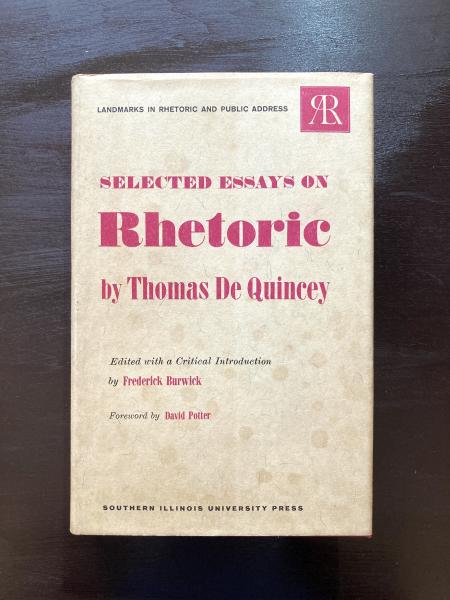 LANDMARKS IN RHETORIC AND PUBLIC ADDRESS
SELECTED ESSAYS ON
Rhetoric
by Thomas De Quincey
Edited with a Critical Introduction
by Frederick Burwick
Foreword by David Potter
SOUTHERN ILLINOIS UNIVERSITY PRESS